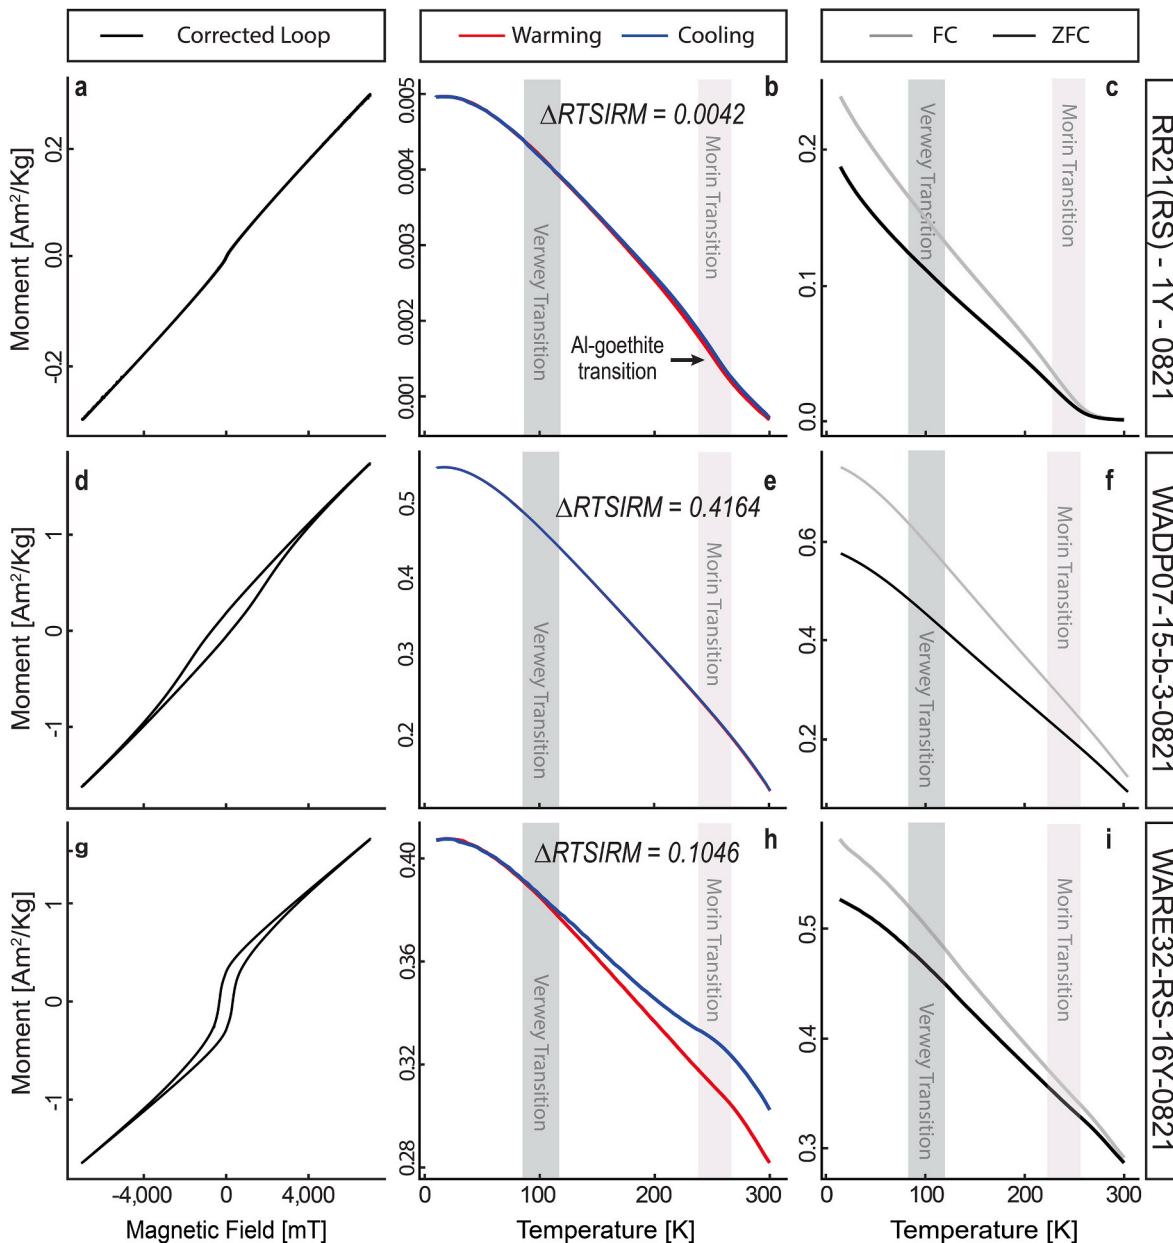 Corrected Loop
Warming Cooling
FC ZFC
a
Moment [Am²/Kg]
0.2
0.0
-0.2
b
ΔRTSIRM = 0.0042
Verwey Transition
Morin Transition
Al-goethite
transition
0.005
0.004
0.003
0.002
0.001
c
Verwey Transition
Morin Transition
0.2
0.1
0.0
RR21(RS) - 1Y - 0821
d
Moment [Am²/Kg]
1
0
-1
e
ΔRTSIRM = 0.4164
Verwey Transition
Morin Transition
0.5
0.4
0.3
0.2
f
Verwey Transition
Morin Transition
0.6
0.4
0.2
WADP07-15-b-3-0821
g
Moment [Am²/Kg]
1
0
-1
-4,000 0 4,000
Magnetic Field [mT]
h
ΔRTSIRM = 0.1046
Verwey Transition
Morin Transition
0.40
0.36
0.32
0.28
0 100 200 300
Temperature [K]
i
Verwey Transition
Morin Transition
0.5
0.4
0.3
0 100 200 300
Temperature [K]
WARE32-RS-16Y-0821